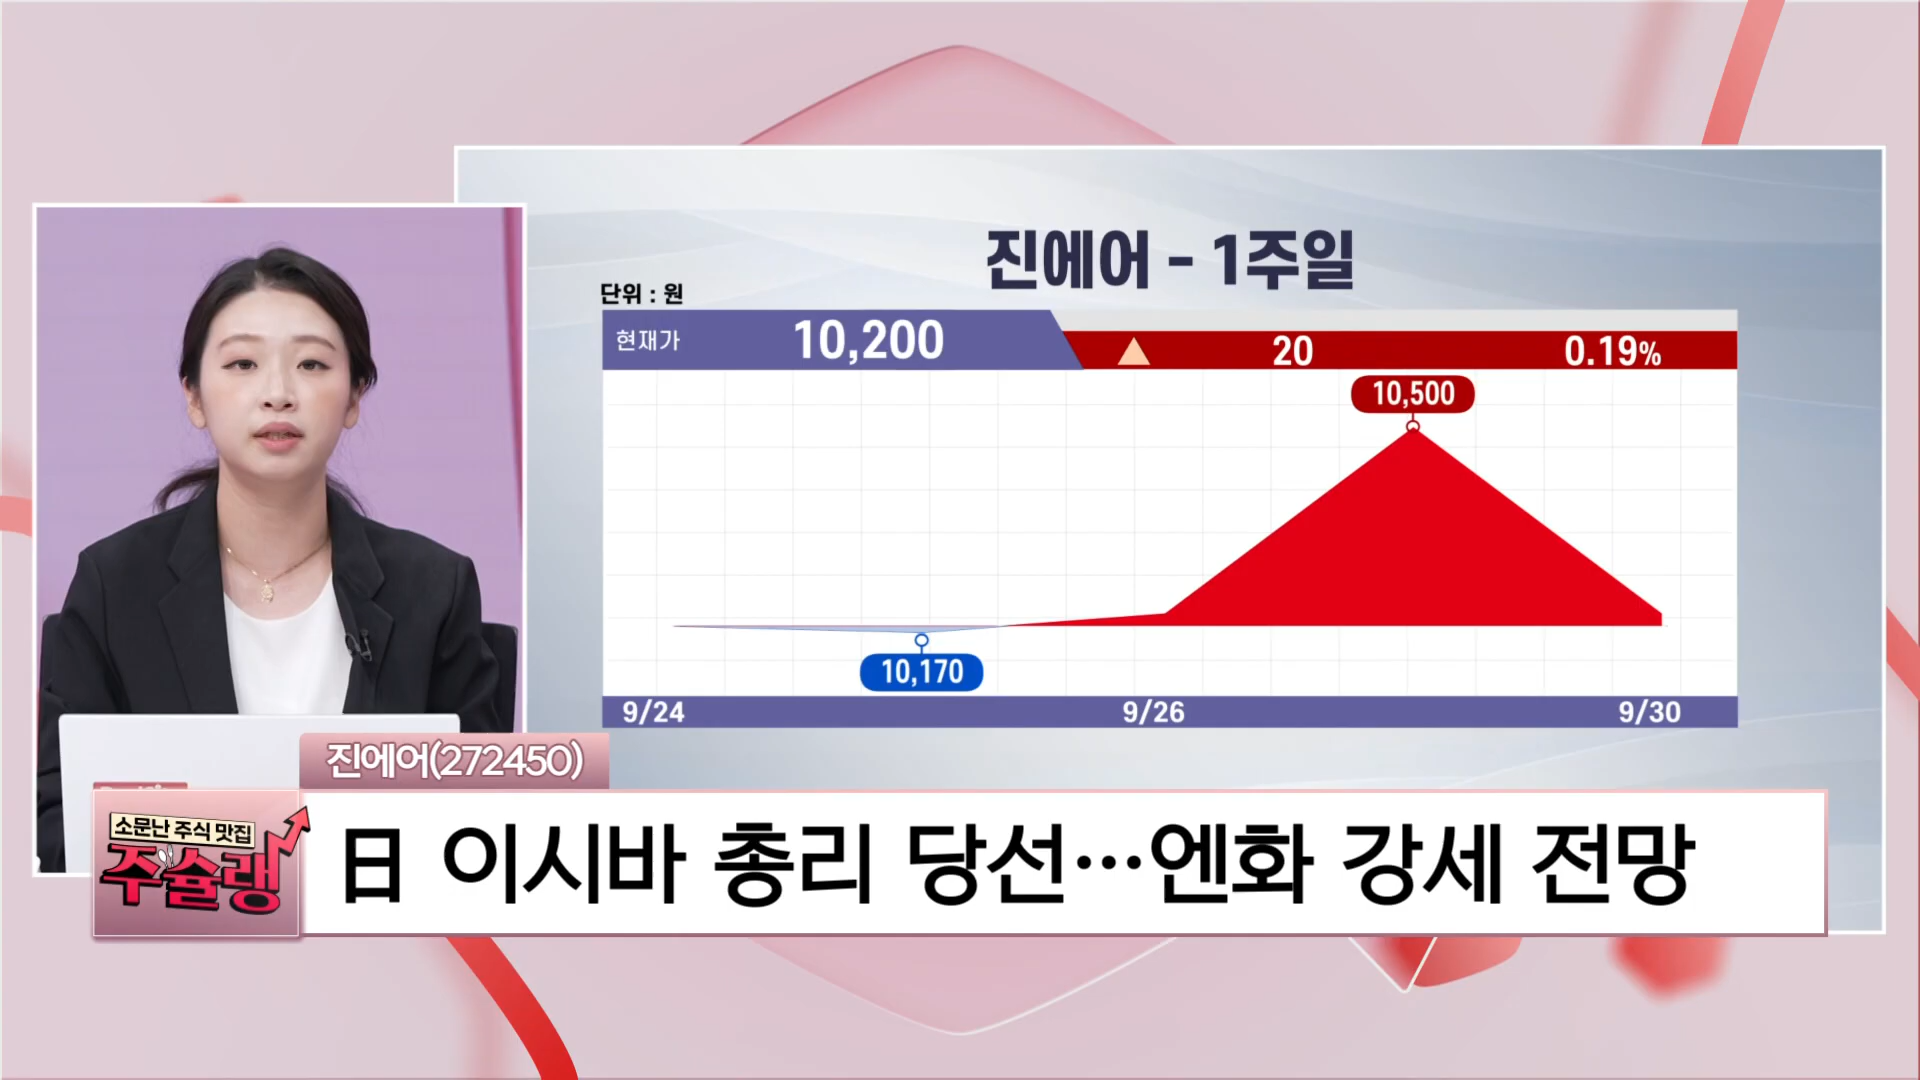 진에어 - 1주일
단위 : 원
현재가 10,200 ▲ 20 0.19%
10,500
10,170
9/24 9/26 9/30
진에어(272450)
소문난 주식 맛집
주슐랭
日 이시바 총리 당선…엔화 강세 전망